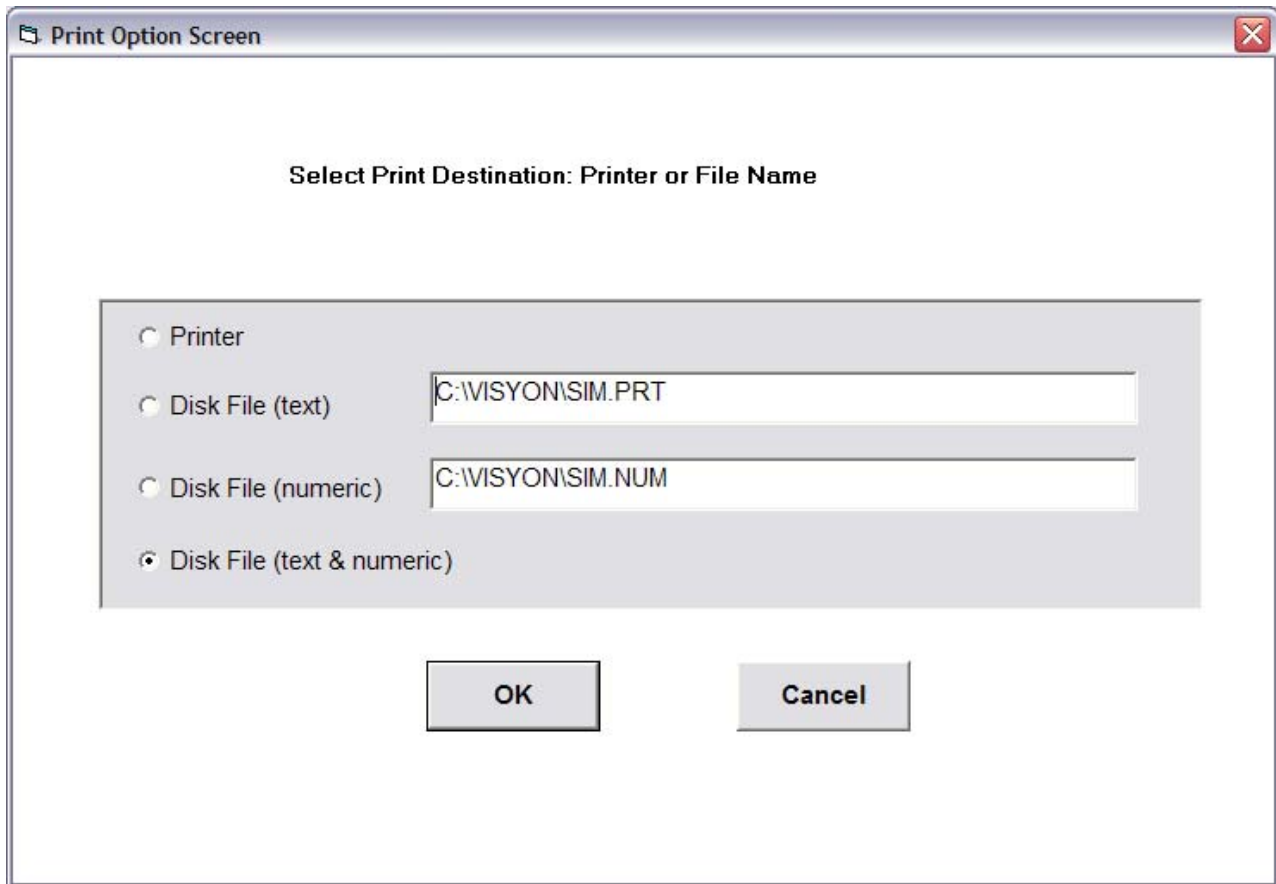 Print Option Screen
Select Print Destination: Printer or File Name
Printer
Disk File (text) C:\VISYON\SIM.PRT
Disk File (numeric) C:\VISYON\SIM.NUM
Disk File (text & numeric)
OK Cancel